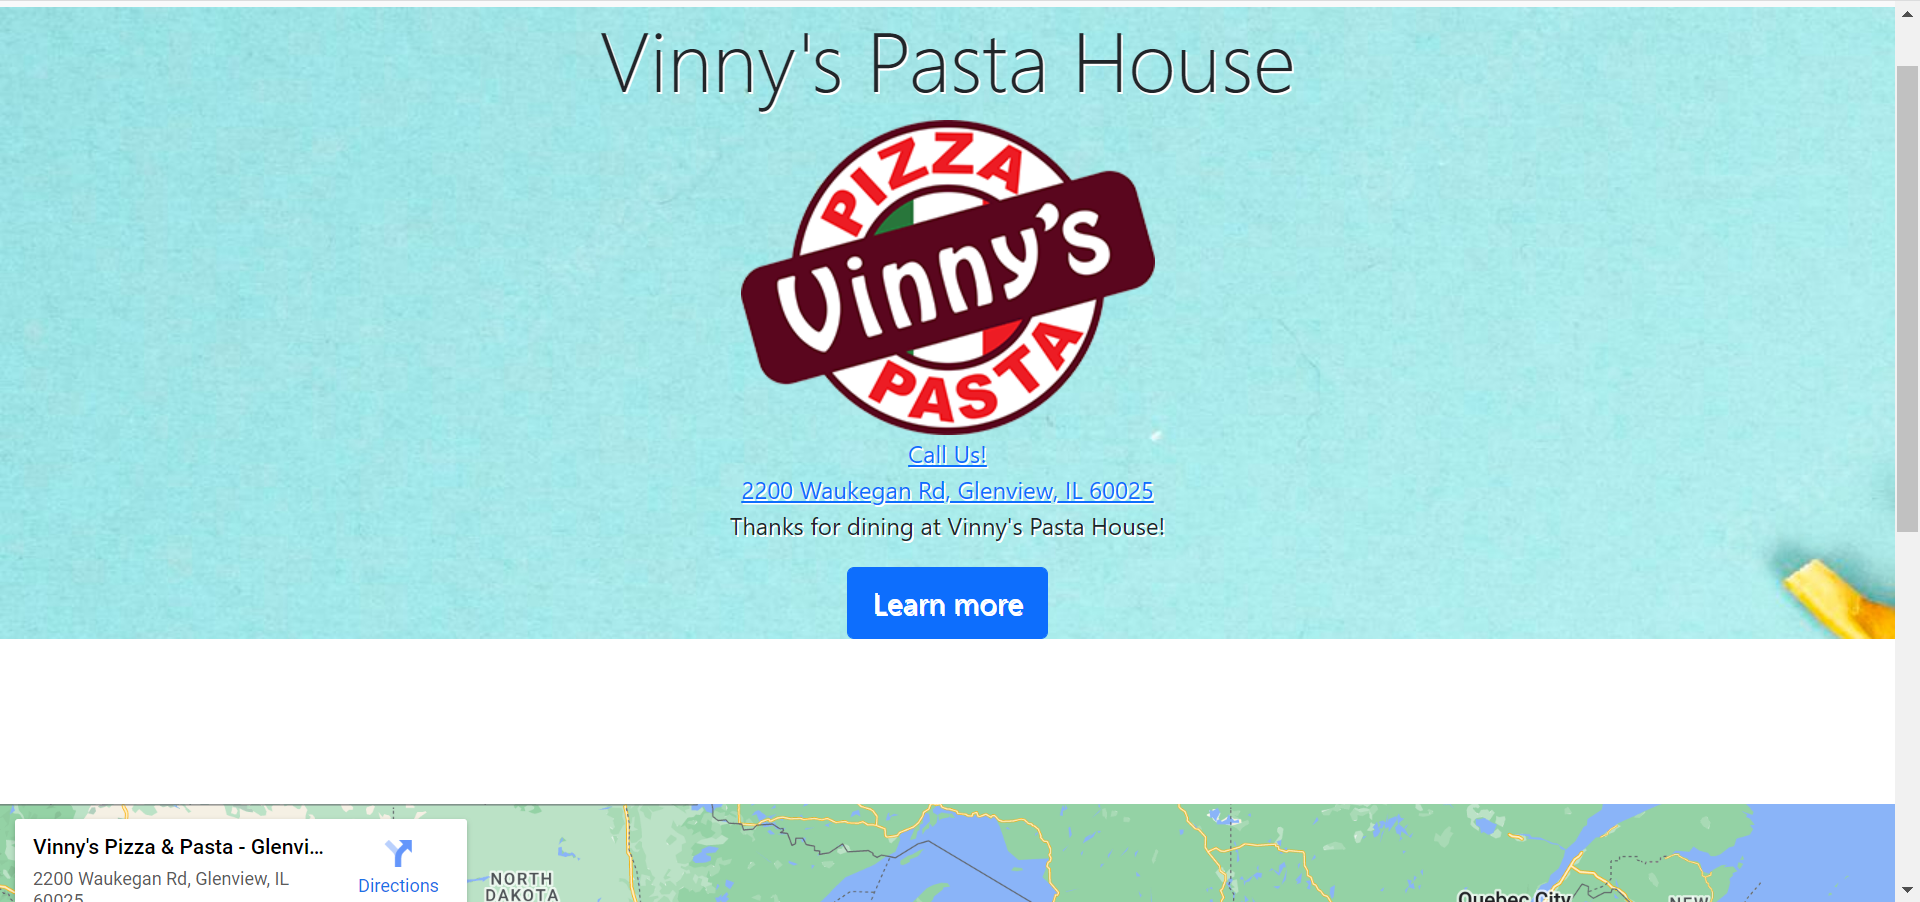 Vinny's Pasta House
PIZZA
Vinny's
PASTA
Call Us!
2200 Waukegan Rd, Glenview, IL 60025
Thanks for dining at Vinny's Pasta House!
Learn more
Vinny's Pizza & Pasta - Glenvi...
2200 Waukegan Rd, Glenview, IL
60025
Directions
NORTH
DAKOTA
Quebec City
NEW